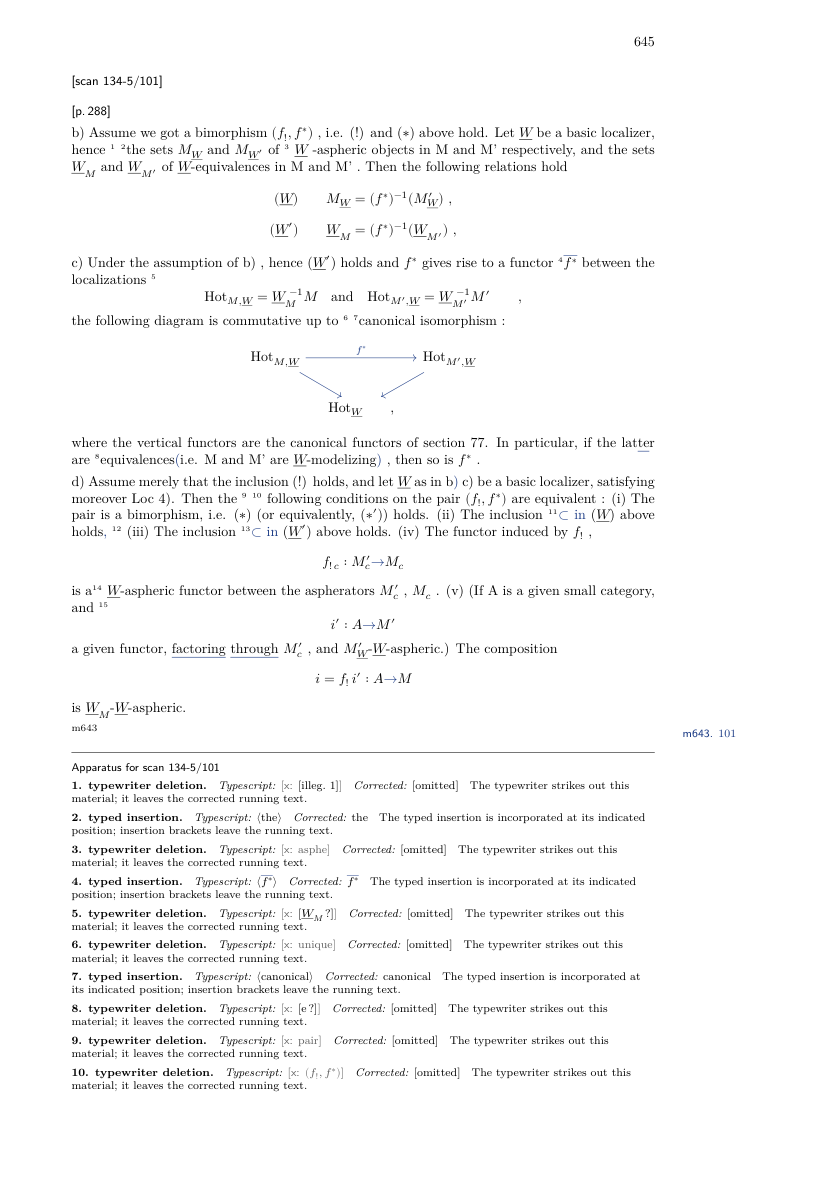 645
[scan 134-5/101]
[p. 288]
b) Assume we got a bimorphism (f_!, f*) , i.e. (!) and (∗) above hold. Let W be a basic localizer,
hence ¹ ²the sets M_W and M_W′ of ³ W -aspheric objects in M and M’ respectively, and the sets
W_M and W_M′ of W-equivalences in M and M’ . Then the following relations hold
(W) M_W = (f*)⁻¹(M′_W) ,
(W′) W_M = (f*)⁻¹(W_M′) ,
c) Under the assumption of b) , hence (W′) holds and f* gives rise to a functor ⁴f* between the
localizations ⁵
Hot_M,W = W_M⁻¹M and Hot_M′,W = W_M′⁻¹M′ ,
the following diagram is commutative up to ⁶ ⁷canonical isomorphism :
f*
Hot_M,W → Hot_M′,W
Hot_W ,
where the vertical functors are the canonical functors of section 77. In particular, if the latter
are ⁸equivalences(i.e. M and M’ are W-modelizing) , then so is f* .
d) Assume merely that the inclusion (!) holds, and let W as in b) c) be a basic localizer, satisfying
moreover Loc 4). Then the ⁹ ¹⁰ following conditions on the pair (f_!, f*) are equivalent : (i) The
pair is a bimorphism, i.e. (∗) (or equivalently, (∗′)) holds. (ii) The inclusion ¹¹⊂ in (W) above
holds, ¹² (iii) The inclusion ¹³⊂ in (W′) above holds. (iv) The functor induced by f_! ,
f_! c : M′_c→M_c
is a¹⁴ W-aspheric functor between the aspherators M′_c , M_c . (v) (If A is a given small category,
and ¹⁵
i′ : A→M′
a given functor, factoring through M′_c , and M′_W-W-aspheric.) The composition
i = f_! i′ : A→M
is W_M-W-aspheric.
m643
m643. 101
Apparatus for scan 134-5/101
1. typewriter deletion. Typescript: [x: [illeg. 1]] Corrected: [omitted] The typewriter strikes out this
material; it leaves the corrected running text.
2. typed insertion. Typescript: ⟨the⟩ Corrected: the The typed insertion is incorporated at its indicated
position; insertion brackets leave the running text.
3. typewriter deletion. Typescript: [x: asphe] Corrected: [omitted] The typewriter strikes out this
material; it leaves the corrected running text.
4. typed insertion. Typescript: ⟨f*⟩ Corrected: f* The typed insertion is incorporated at its indicated
position; insertion brackets leave the running text.
5. typewriter deletion. Typescript: [x: [W_M ?]] Corrected: [omitted] The typewriter strikes out this
material; it leaves the corrected running text.
6. typewriter deletion. Typescript: [x: unique] Corrected: [omitted] The typewriter strikes out this
material; it leaves the corrected running text.
7. typed insertion. Typescript: ⟨canonical⟩ Corrected: canonical The typed insertion is incorporated at
its indicated position; insertion brackets leave the running text.
8. typewriter deletion. Typescript: [x: [e ?]] Corrected: [omitted] The typewriter strikes out this
material; it leaves the corrected running text.
9. typewriter deletion. Typescript: [x: pair] Corrected: [omitted] The typewriter strikes out this
material; it leaves the corrected running text.
10. typewriter deletion. Typescript: [x: (f_!, f*)] Corrected: [omitted] The typewriter strikes out this
material; it leaves the corrected running text.